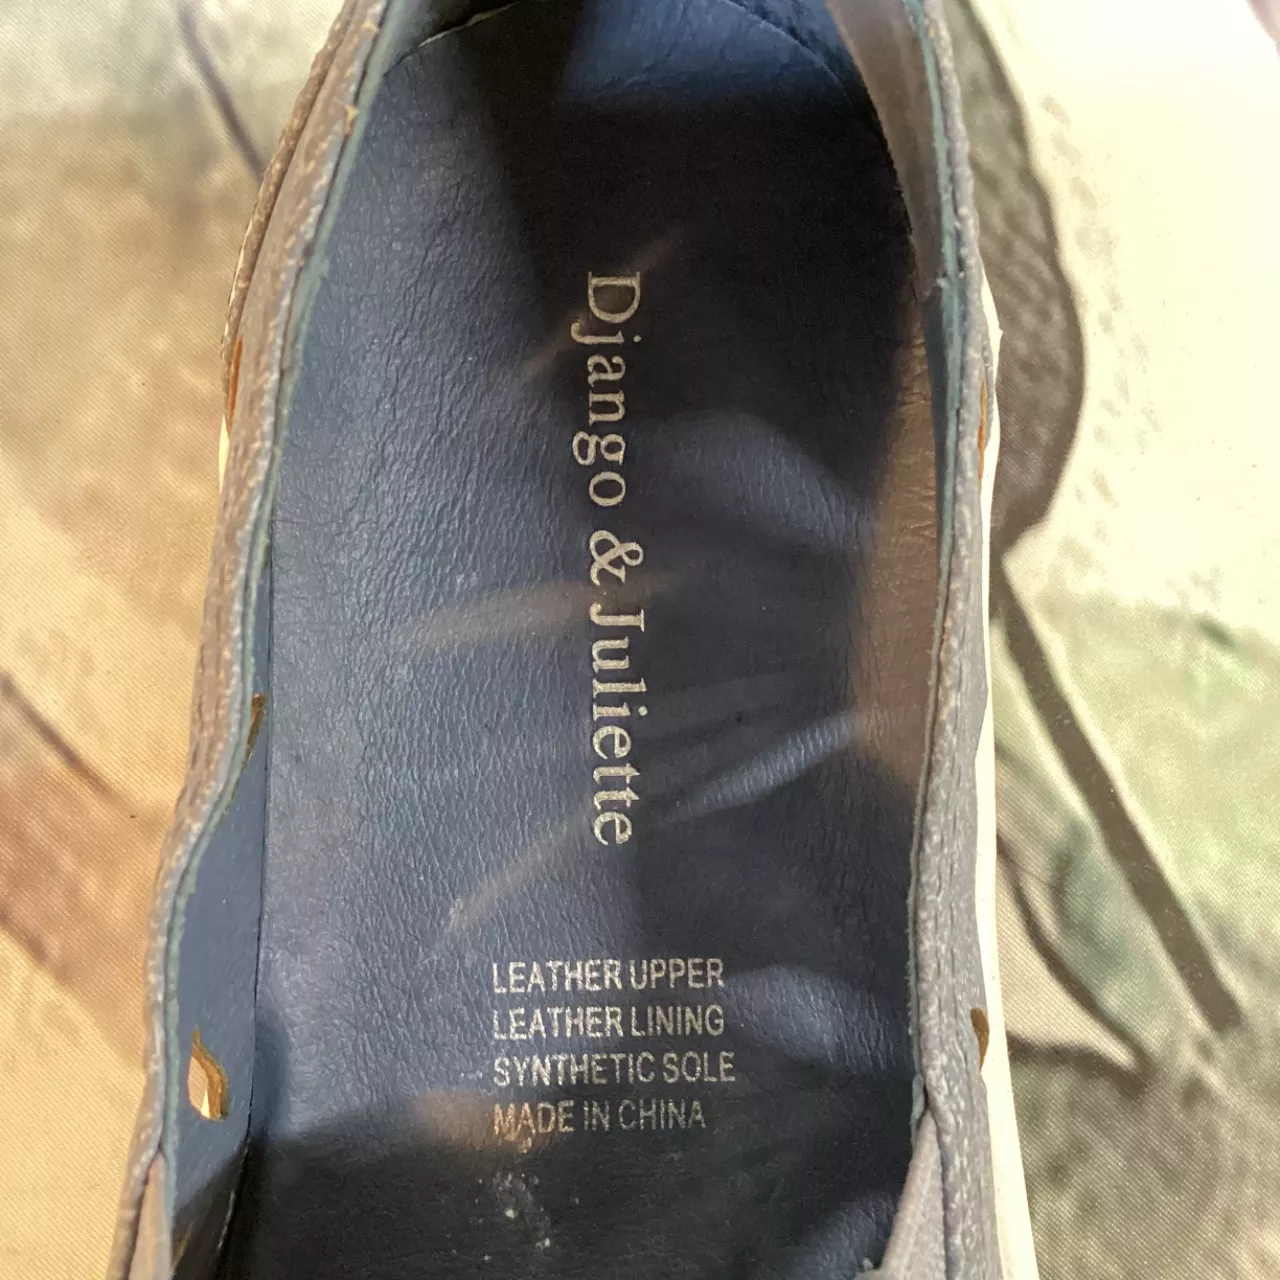 Django & Juliette
LEATHER UPPER
LEATHER LINING
SYNTHETIC SOLE
MADE IN CHINA